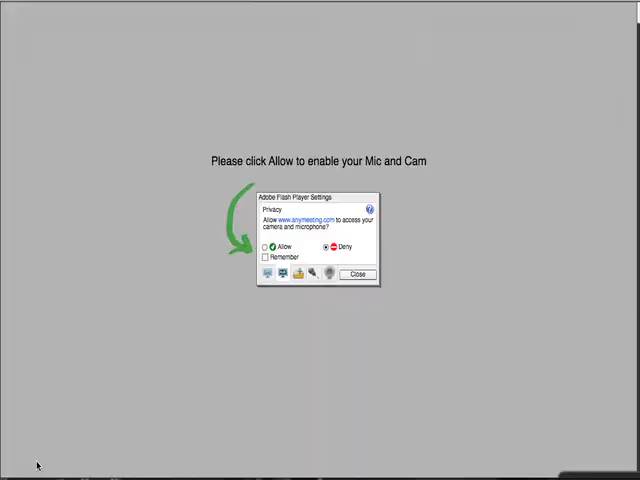 Please click Allow to enable your Mic and Cam
Adobe Flash Player Settings
Privacy
Allow www.anymeeting.com to access your
camera and microphone?
Allow Deny
Remember
Close